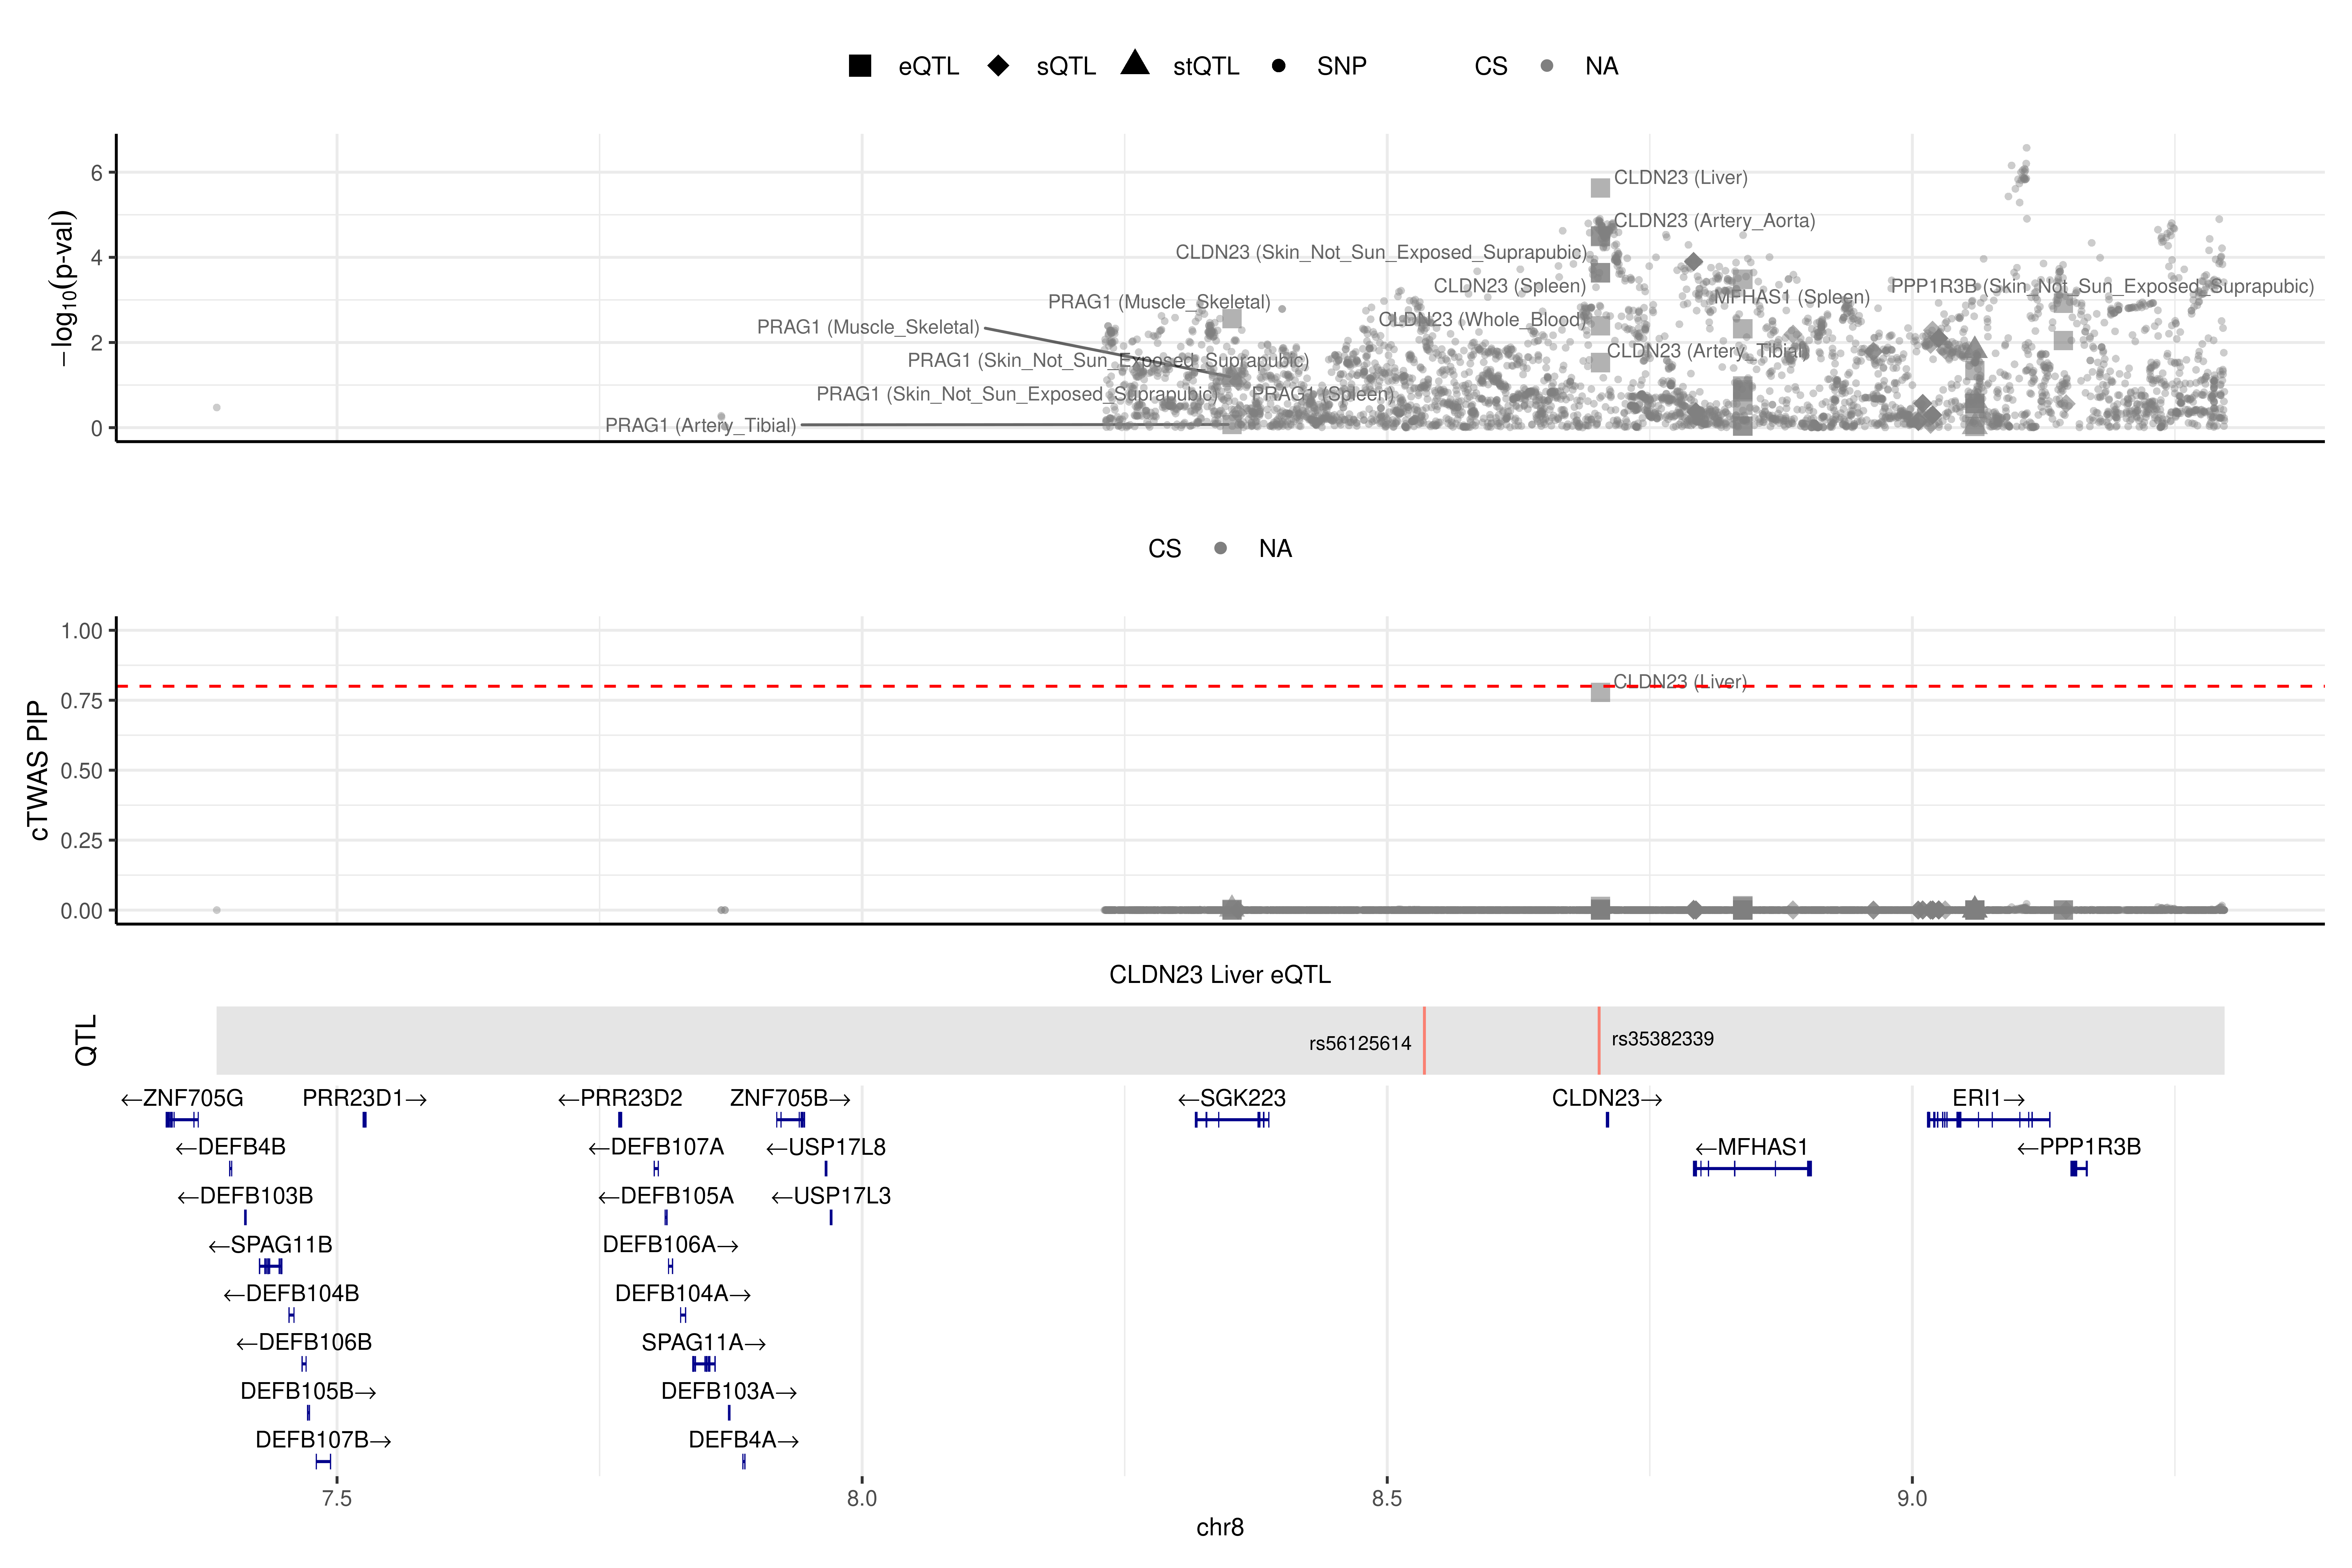 eQTL sQTL stQTL SNP CS NA
−log10(p-val)
6
4
2
0
CLDN23 (Liver)
CLDN23 (Artery_Aorta)
CLDN23 (Skin_Not_Sun_Exposed_Suprapubic)
CLDN23 (Spleen)
PPP1R3B (Skin_Not_Sun_Exposed_Suprapubic)
MFHAS1 (Spleen)
PRAG1 (Muscle_Skeletal)
CLDN23 (Whole_Blood)
PRAG1 (Muscle_Skeletal)
CLDN23 (Artery_Tibial)
PRAG1 (Skin_Not_Sun_Exposed_Suprapubic)
PRAG1 (Skin_Not_Sun_Exposed_Suprapubic)
PRAG1 (Spleen)
PRAG1 (Artery_Tibial)
CS NA
cTWAS PIP
1.00
0.75
0.50
0.25
0.00
CLDN23 (Liver)
CLDN23 Liver eQTL
QTL
rs56125614
rs35382339
←ZNF705G PRR23D1→ ←PRR23D2 ZNF705B→ ←SGK223 CLDN23→ ERI1→
←DEFB4B ←DEFB107A ←USP17L8 ←MFHAS1 ←PPP1R3B
←DEFB103B ←DEFB105A ←USP17L3
←SPAG11B DEFB106A→
←DEFB104B DEFB104A→
←DEFB106B SPAG11A→
DEFB105B→ DEFB103A→
DEFB107B→ DEFB4A→
7.5 8.0 8.5 9.0
chr8